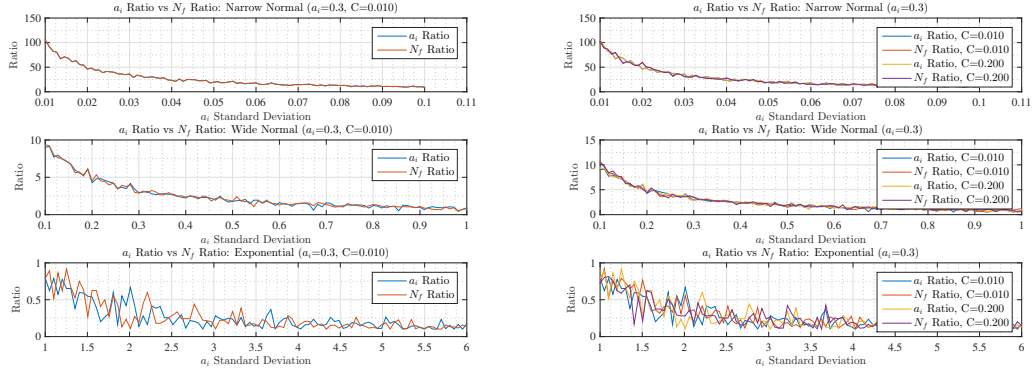 a_i Ratio vs N_f Ratio: Narrow Normal (a_i=0.3, C=0.010)
150
100
50
0
Ratio
a_i Ratio
N_f Ratio
0.01 0.02 0.03 0.04 0.05 0.06 0.07 0.08 0.09 0.1 0.11
a_i Standard Deviation
a_i Ratio vs N_f Ratio: Wide Normal (a_i=0.3, C=0.010)
10
5
0
Ratio
a_i Ratio
N_f Ratio
0.1 0.2 0.3 0.4 0.5 0.6 0.7 0.8 0.9 1
a_i Standard Deviation
a_i Ratio vs N_f Ratio: Exponential (a_i=0.3, C=0.010)
1
0.5
0
Ratio
a_i Ratio
N_f Ratio
1 1.5 2 2.5 3 3.5 4 4.5 5 5.5 6
a_i Standard Deviation
a_i Ratio vs N_f Ratio: Narrow Normal (a_i=0.3)
150
100
50
0
Ratio
a_i Ratio, C=0.010
N_f Ratio, C=0.010
a_i Ratio, C=0.200
N_f Ratio, C=0.200
0.01 0.02 0.03 0.04 0.05 0.06 0.07 0.08 0.09 0.1 0.11
a_i Standard Deviation
a_i Ratio vs N_f Ratio: Wide Normal (a_i=0.3)
15
10
5
0
Ratio
a_i Ratio, C=0.010
N_f Ratio, C=0.010
a_i Ratio, C=0.200
N_f Ratio, C=0.200
0.1 0.2 0.3 0.4 0.5 0.6 0.7 0.8 0.9 1
a_i Standard Deviation
a_i Ratio vs N_f Ratio: Exponential (a_i=0.3)
1
0.5
0
Ratio
a_i Ratio, C=0.010
N_f Ratio, C=0.010
a_i Ratio, C=0.200
N_f Ratio, C=0.200
1 1.5 2 2.5 3 3.5 4 4.5 5 5.5 6
a_i Standard Deviation